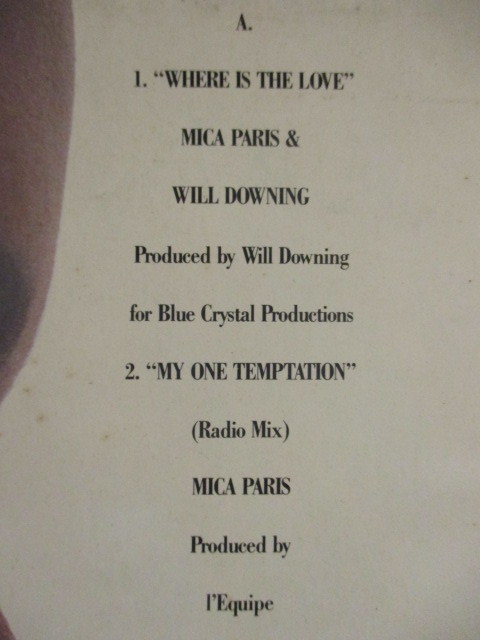 A.
1. “WHERE IS THE LOVE”
MICA PARIS &
WILL DOWNING
Produced by Will Downing
for Blue Crystal Productions
2. “MY ONE TEMPTATION”
(Radio Mix)
MICA PARIS
Produced by
l'Equipe